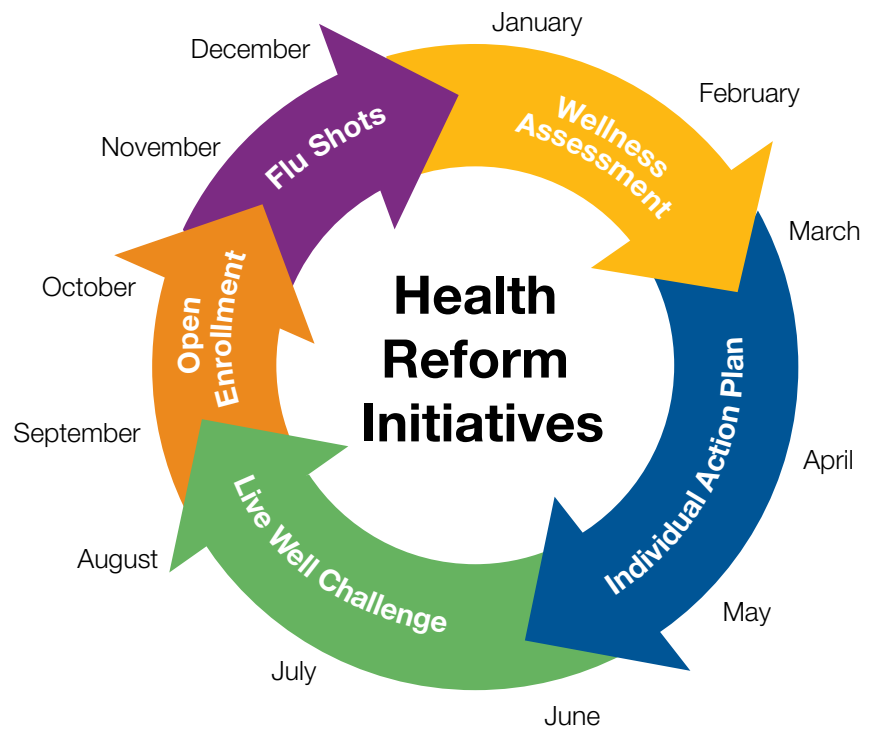 January
February
March
April
May
June
July
August
September
October
November
December
Wellness
Assessment
Individual Action Plan
Live Well Challenge
Open
Enrollment
Flu Shots
Health
Reform
Initiatives